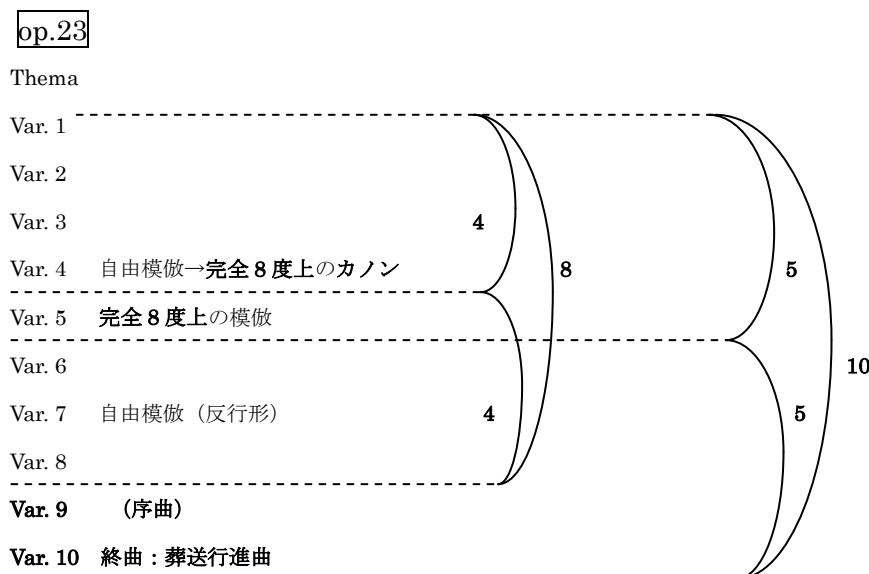 op.23
Thema
Var. 1
Var. 2
Var. 3 4
Var. 4 自由模倣→完全８度上のカノン 8 5
Var. 5 完全８度上の模倣
Var. 6 10
Var. 7 自由模倣（反行形） 4 5
Var. 8
Var. 9 （序曲）
Var. 10 終曲：葬送行進曲